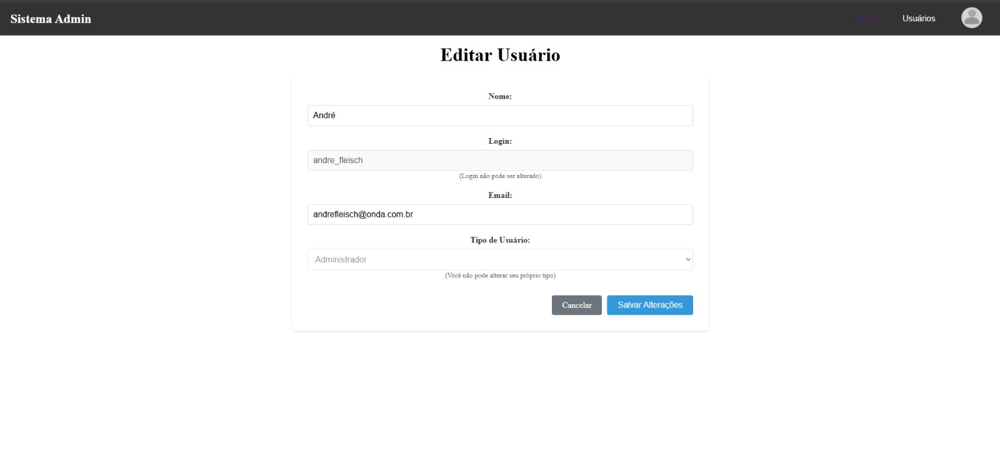 Sistema Admin
Início
Usuários
Editar Usuário
Nome:
André
Login:
andre_fleisch
(Login não pode ser alterado)
Email:
andrefleisch@onda.com.br
Tipo de Usuário:
Administrador
(Você não pode alterar seu próprio tipo)
Cancelar
Salvar Alterações